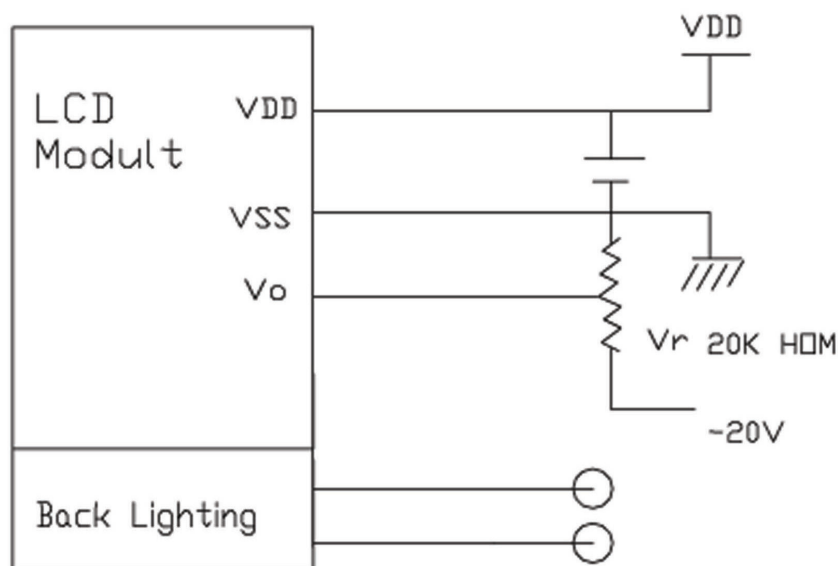 VDD
LCD
Modult
VDD
VSS
Vo
Vr 20K HOM
-20V
Back Lighting